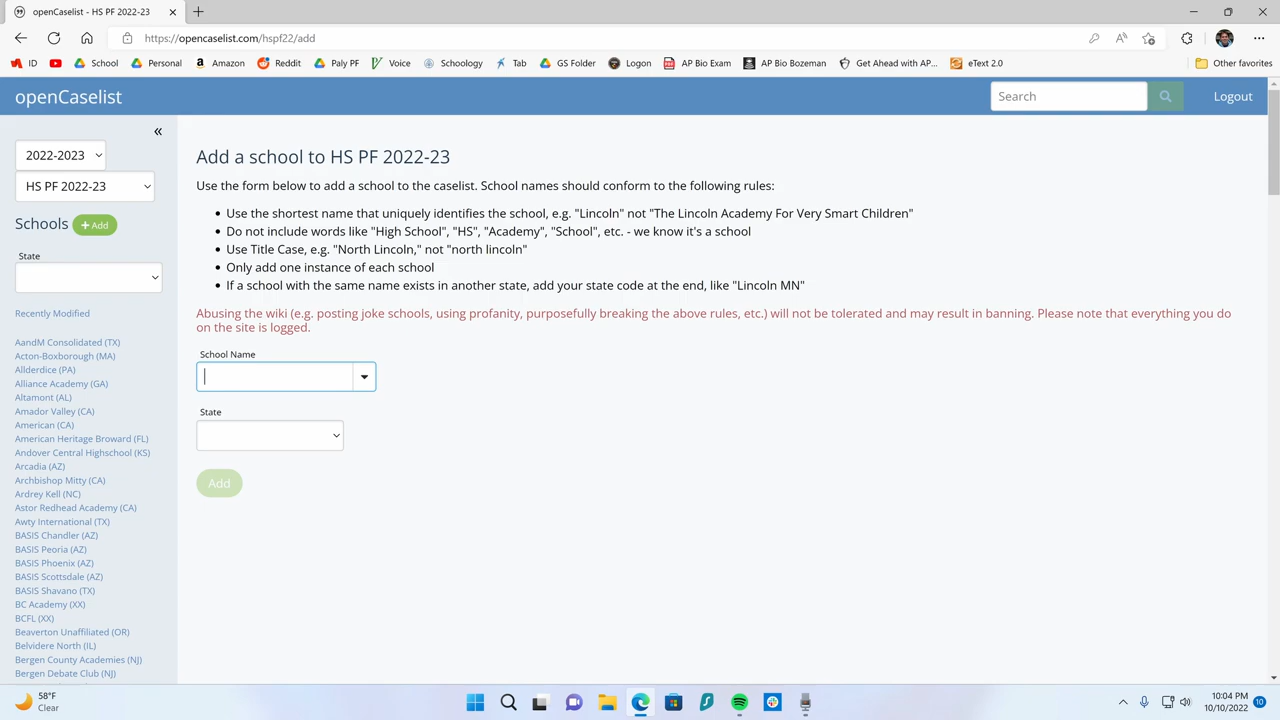 openCaselist - HS PF 2022-23
https://opencaselist.com/hspf22/add
ID
School
Personal
Amazon
Reddit
Paly PF
Voice
Schoology
Tab
GS Folder
Logon
AP Bio Exam
AP Bio Bozeman
Get Ahead with AP...
eText 2.0
Other favorites
openCaselist
Search
Logout
«
2022-2023
HS PF 2022-23
Schools
+ Add
State
Recently Modified
AandM Consolidated (TX)
Acton-Boxborough (MA)
Allderdice (PA)
Alliance Academy (GA)
Altamont (AL)
Amador Valley (CA)
American (CA)
American Heritage Broward (FL)
Andover Central Highschool (KS)
Arcadia (AZ)
Archbishop Mitty (CA)
Ardrey Kell (NC)
Astor Redhead Academy (CA)
Awty International (TX)
BASIS Chandler (AZ)
BASIS Peoria (AZ)
BASIS Phoenix (AZ)
BASIS Scottsdale (AZ)
BASIS Shavano (TX)
BC Academy (XX)
BCFL (XX)
Beaverton Unaffiliated (OR)
Belvidere North (IL)
Bergen County Academies (NJ)
Bergen Debate Club (NJ)
Add a school to HS PF 2022-23
Use the form below to add a school to the caselist. School names should conform to the following rules:
• Use the shortest name that uniquely identifies the school, e.g. "Lincoln" not "The Lincoln Academy For Very Smart Children"
• Do not include words like "High School", "HS", "Academy", "School", etc. - we know it's a school
• Use Title Case, e.g. "North Lincoln," not "north lincoln"
• Only add one instance of each school
• If a school with the same name exists in another state, add your state code at the end, like "Lincoln MN"
Abusing the wiki (e.g. posting joke schools, using profanity, purposefully breaking the above rules, etc.) will not be tolerated and may result in banning. Please note that everything you do
on the site is logged.
School Name
State
Add
58°F
Clear
10:04 PM
10/10/2022
10